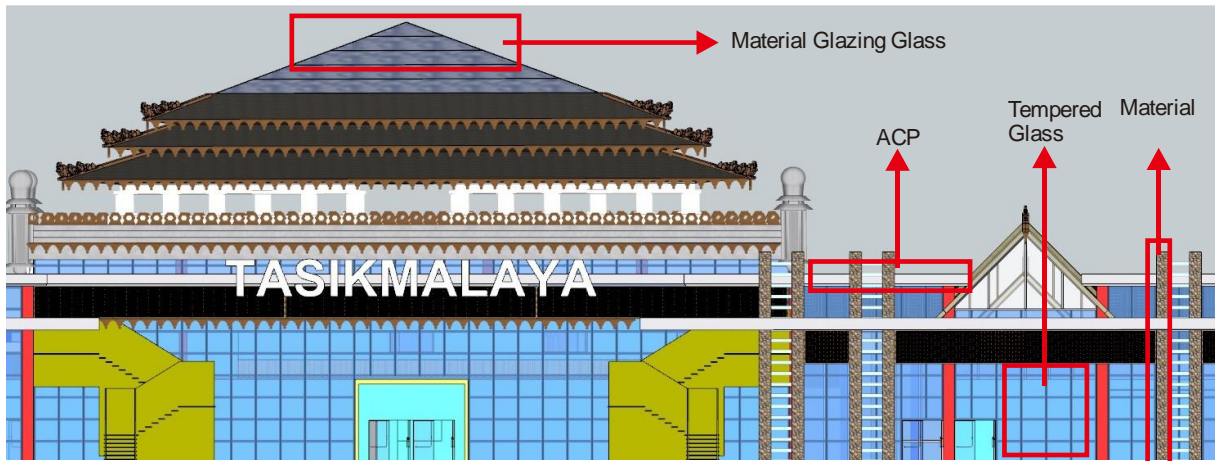 Material Glazing Glass
ACP
Tempered
Glass
Material
TASIKMALAYA